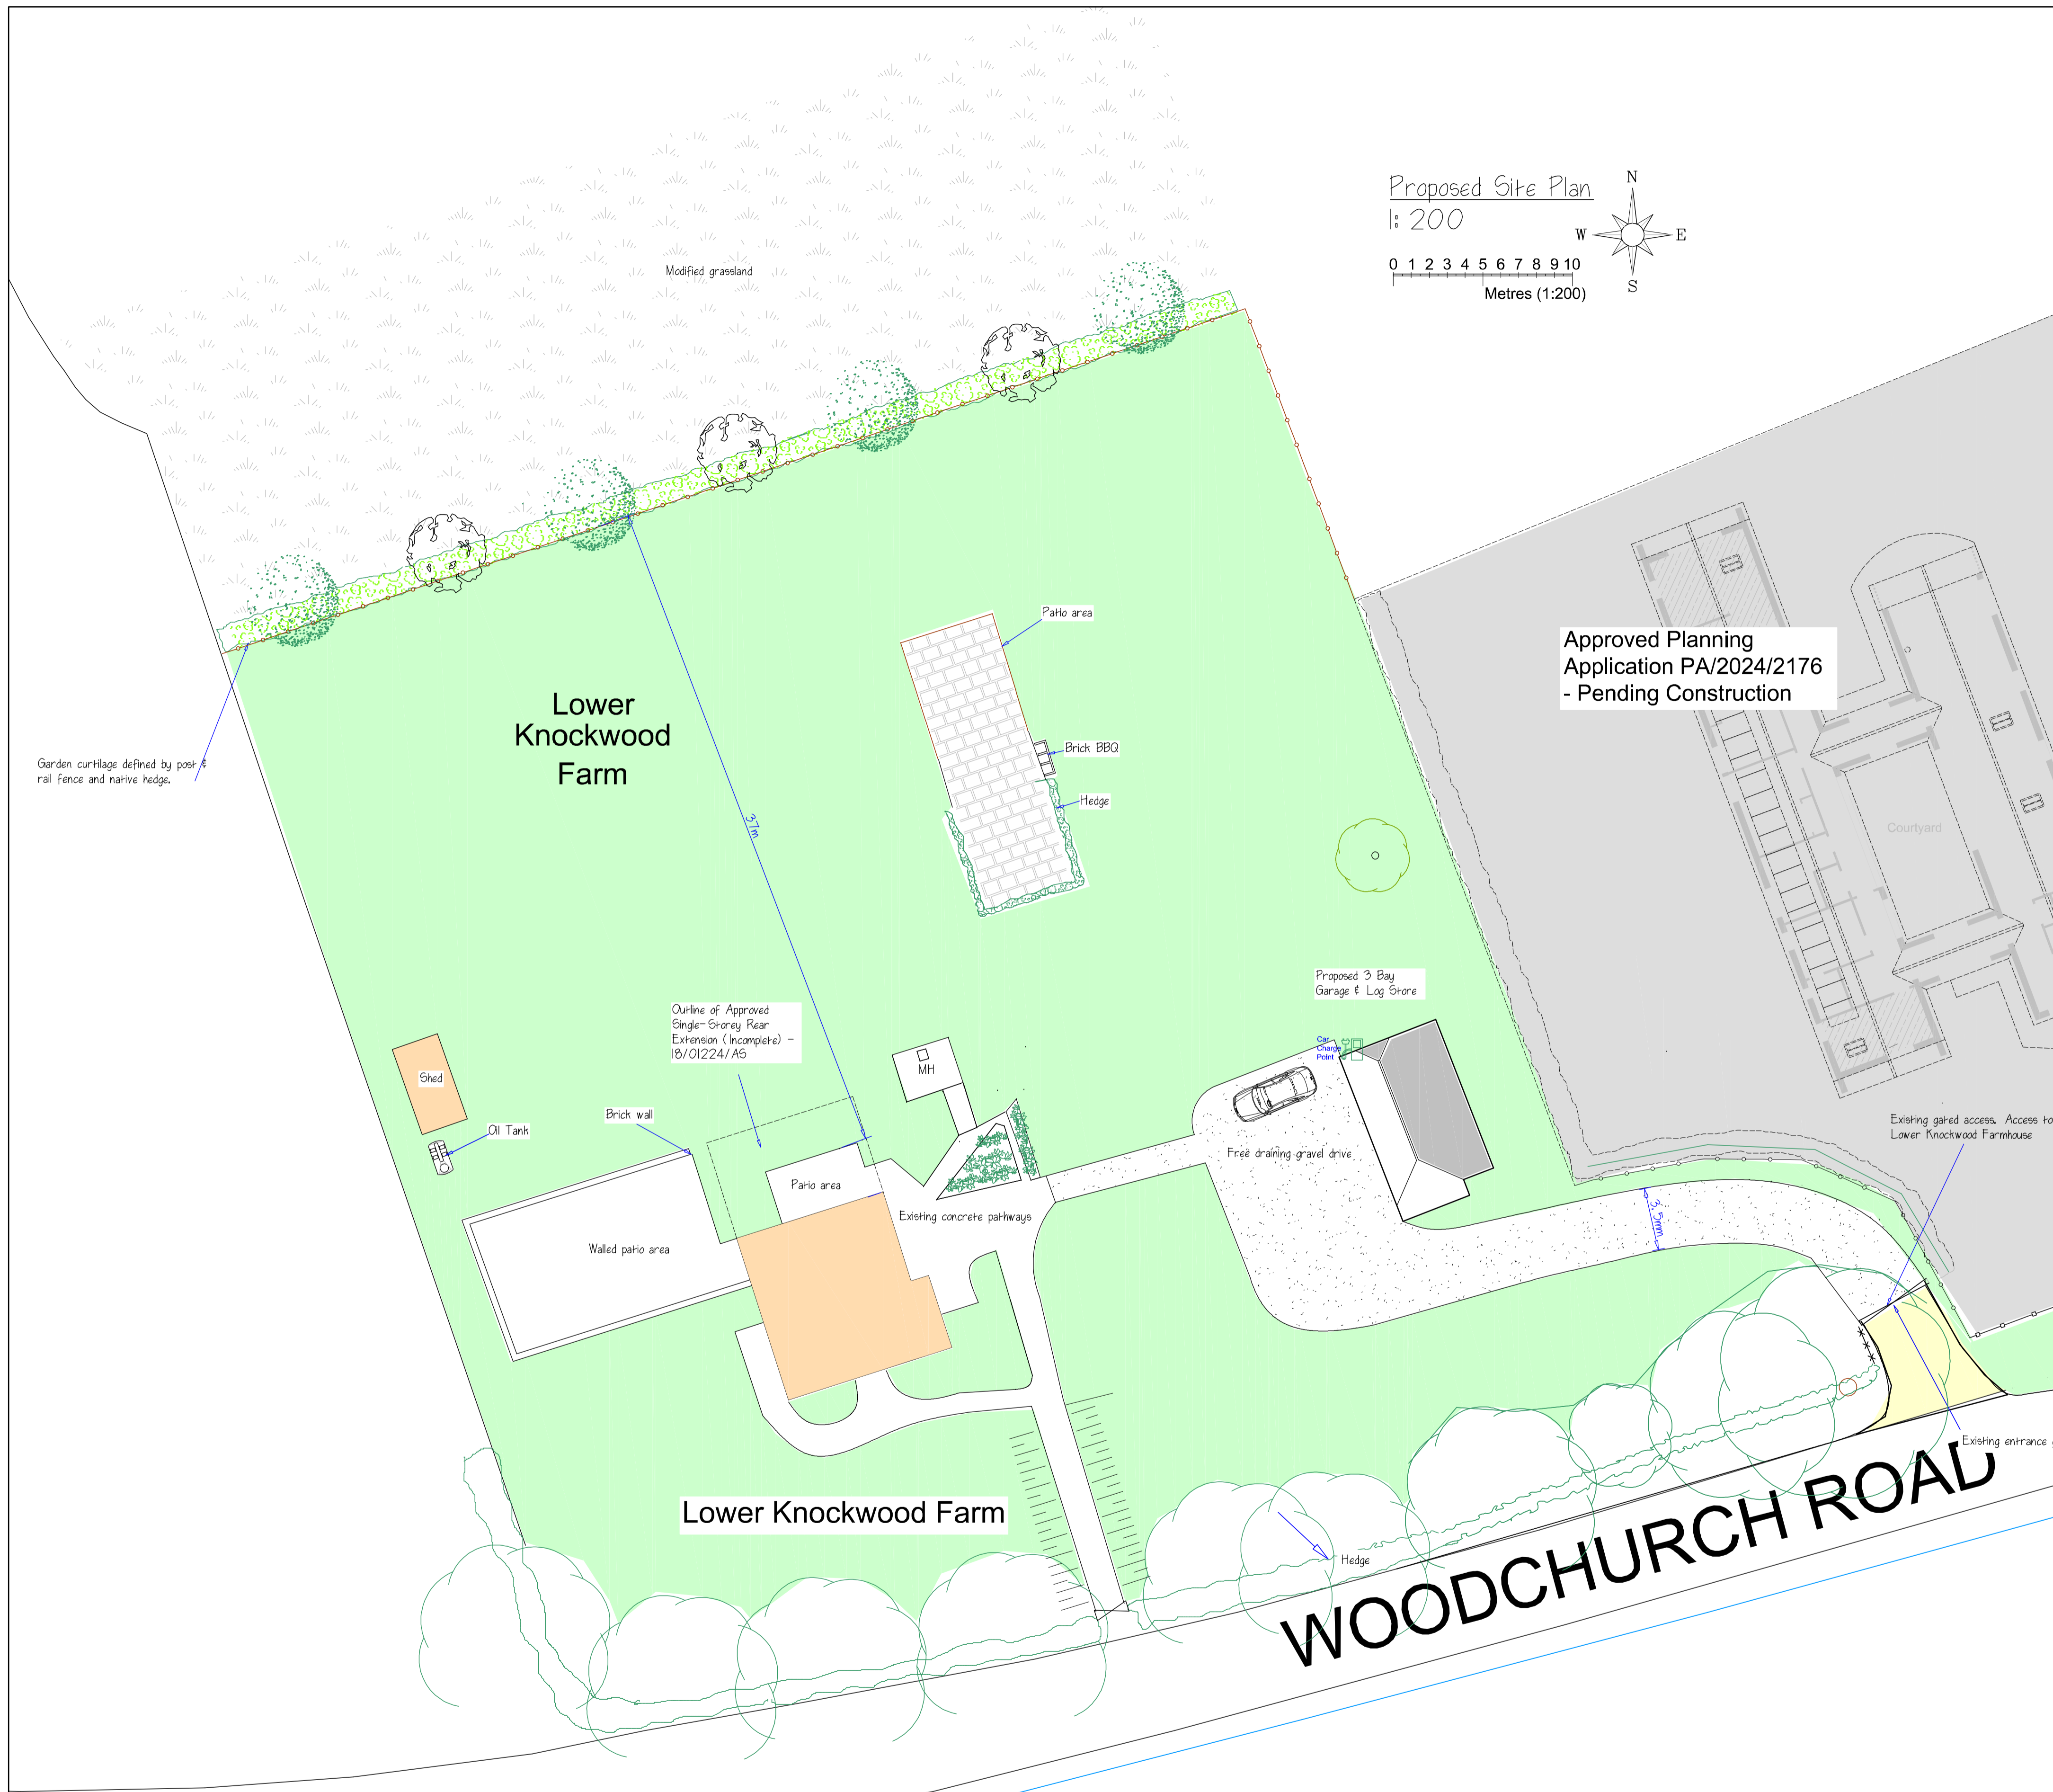 Proposed Site Plan
1:200
N
W E
S
0 1 2 3 4 5 6 7 8 9 10
Metres (1:200)
Modified grassland
Patio area
Approved Planning
Application PA/2024/2176
- Pending Construction
Lower
Knockwood
Farm
Brick BBQ
Garden curtilage defined by post &
rail fence and native hedge.
Hedge
37m
Courtyard
Proposed 3 Bay
Garage & Log Store
Outline of Approved
Single-Storey Rear
Extension (Incomplete) -
18/01224/AS
Car
Charge
Point
MH
Shed
Brick wall
Oil Tank
Existing gated access. Access to
Lower Knockwood Farmhouse
Free draining gravel drive
Patio area
Existing concrete pathways
3.5mm
Walled patio area
Existing entrance
Lower Knockwood Farm
Hedge
WOODCHURCH ROAD